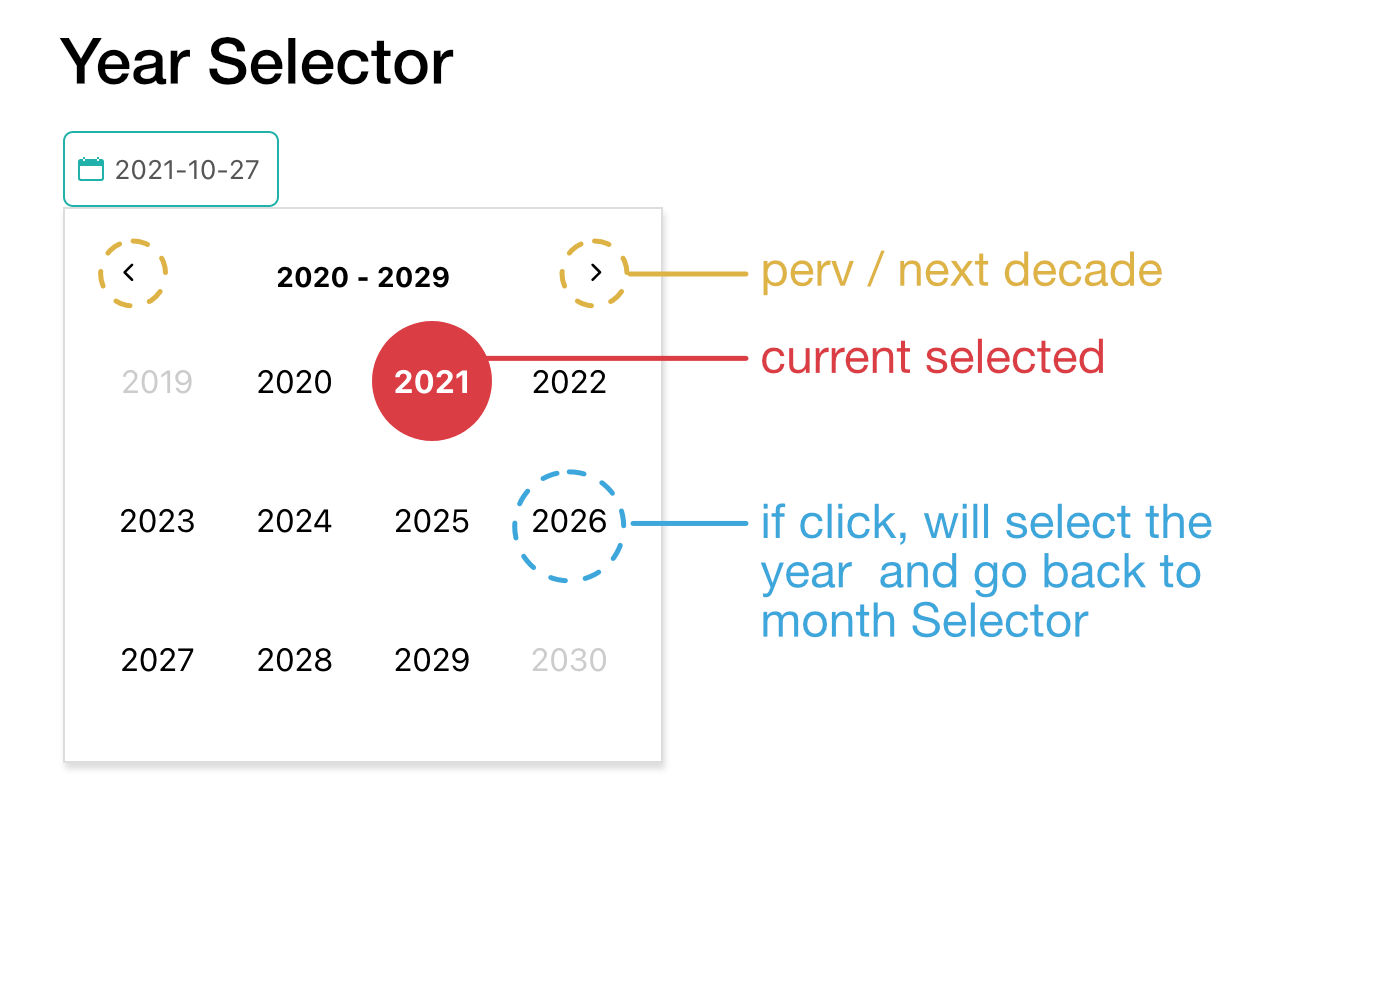 Year Selector
2021-10-27
2020 - 2029
perv / next decade
current selected
2019 2020 2021 2022
2023 2024 2025 2026
if click, will select the
year  and go back to
month Selector
2027 2028 2029 2030